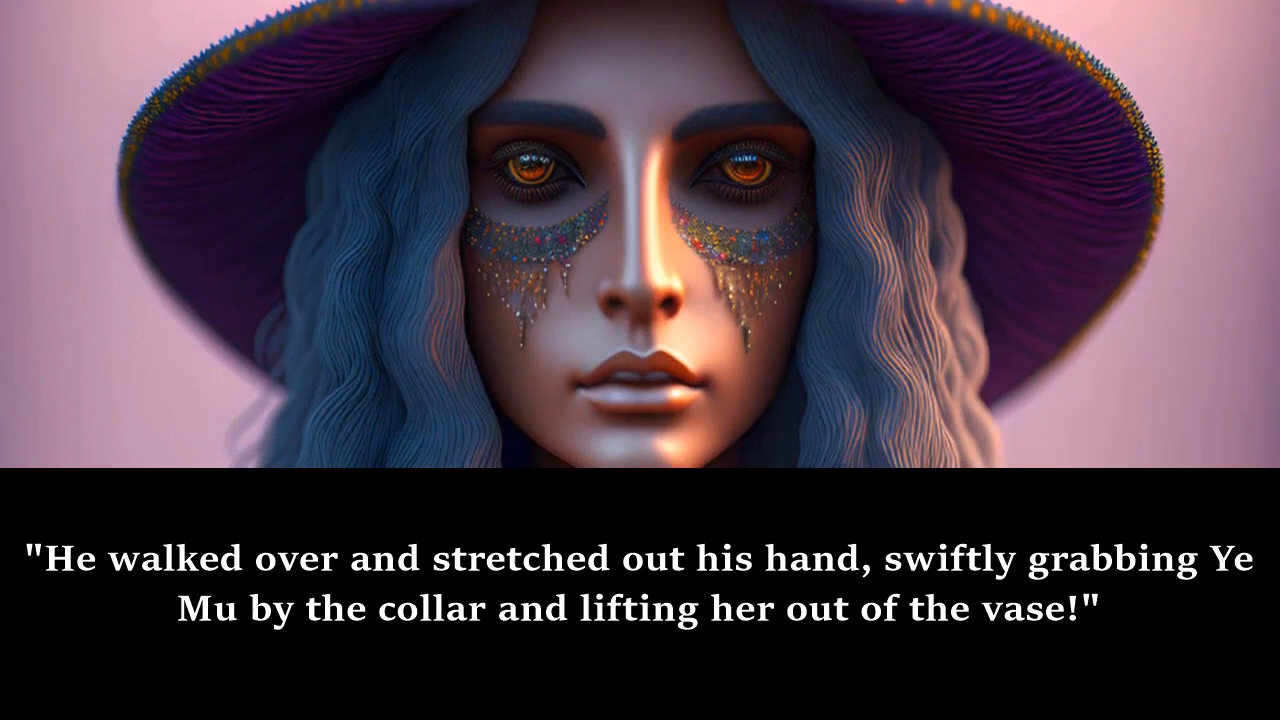 "He walked over and stretched out his hand, swiftly grabbing Ye
Mu by the collar and lifting her out of the vase!"